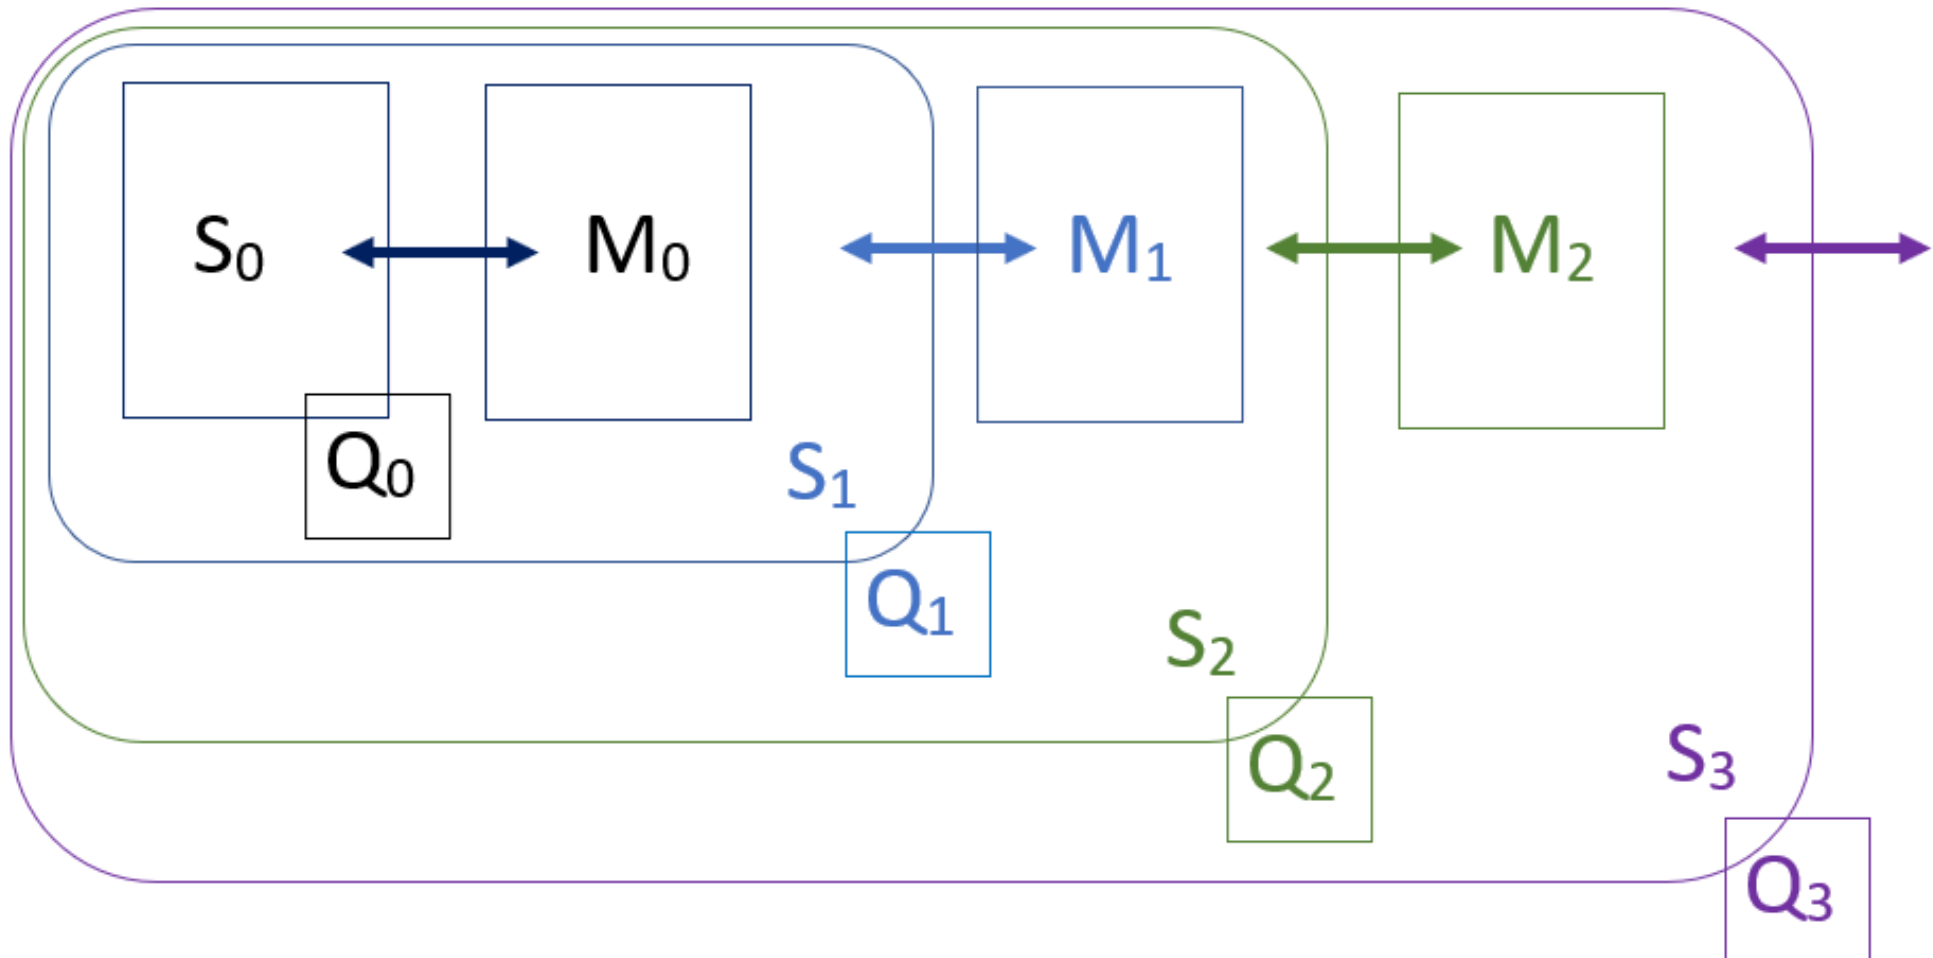 S₀
M₀
M₁
M₂
Q₀
S₁
Q₁
S₂
Q₂
S₃
Q₃